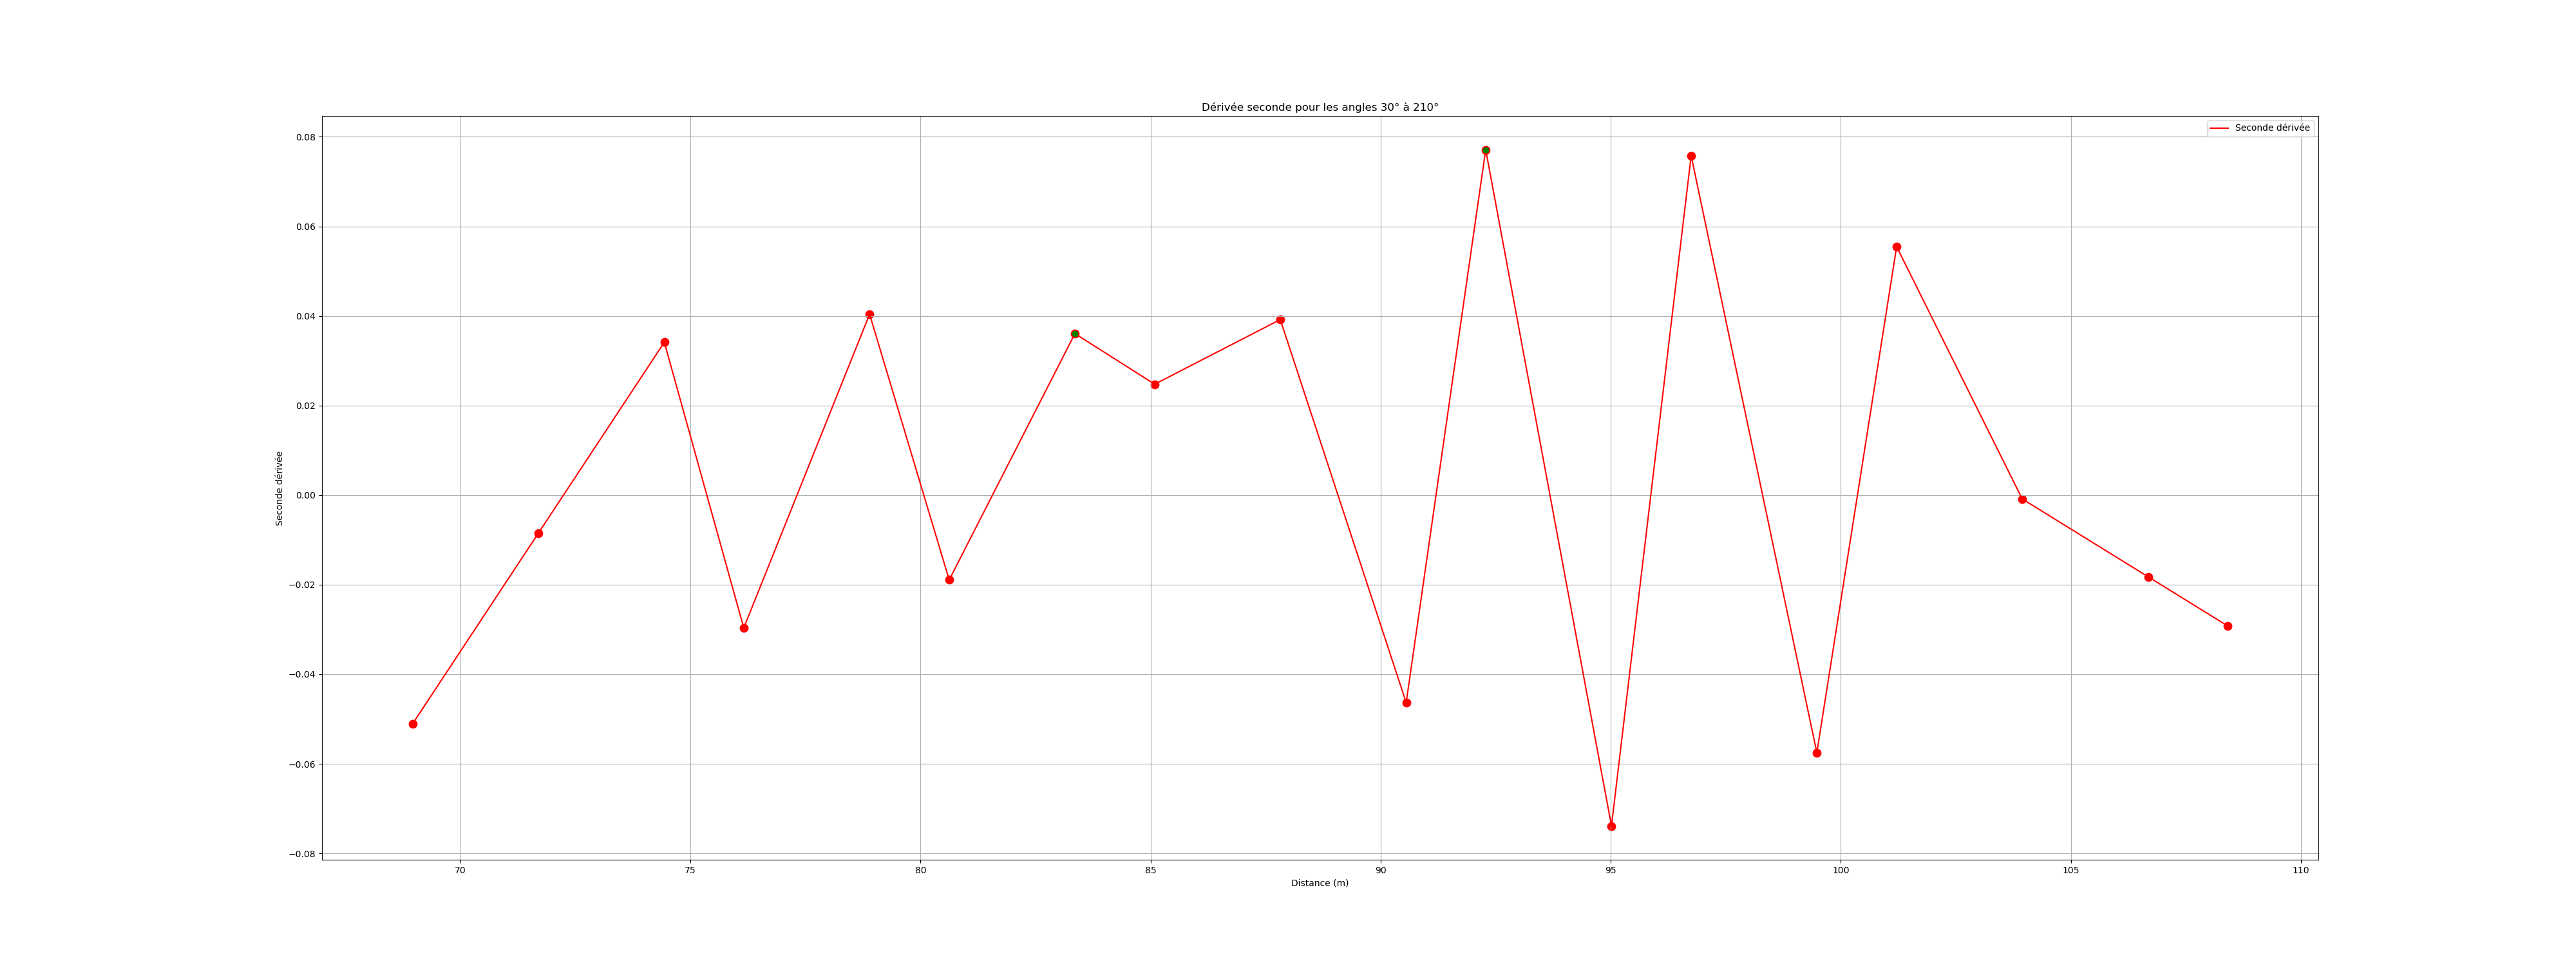 Dérivée seconde pour les angles 30° à 210°
Seconde dérivée
0.08
0.06
0.04
0.02
0.00
−0.02
−0.04
−0.06
−0.08
Seconde dérivée
70 75 80 85 90 95 100 105 110
Distance (m)